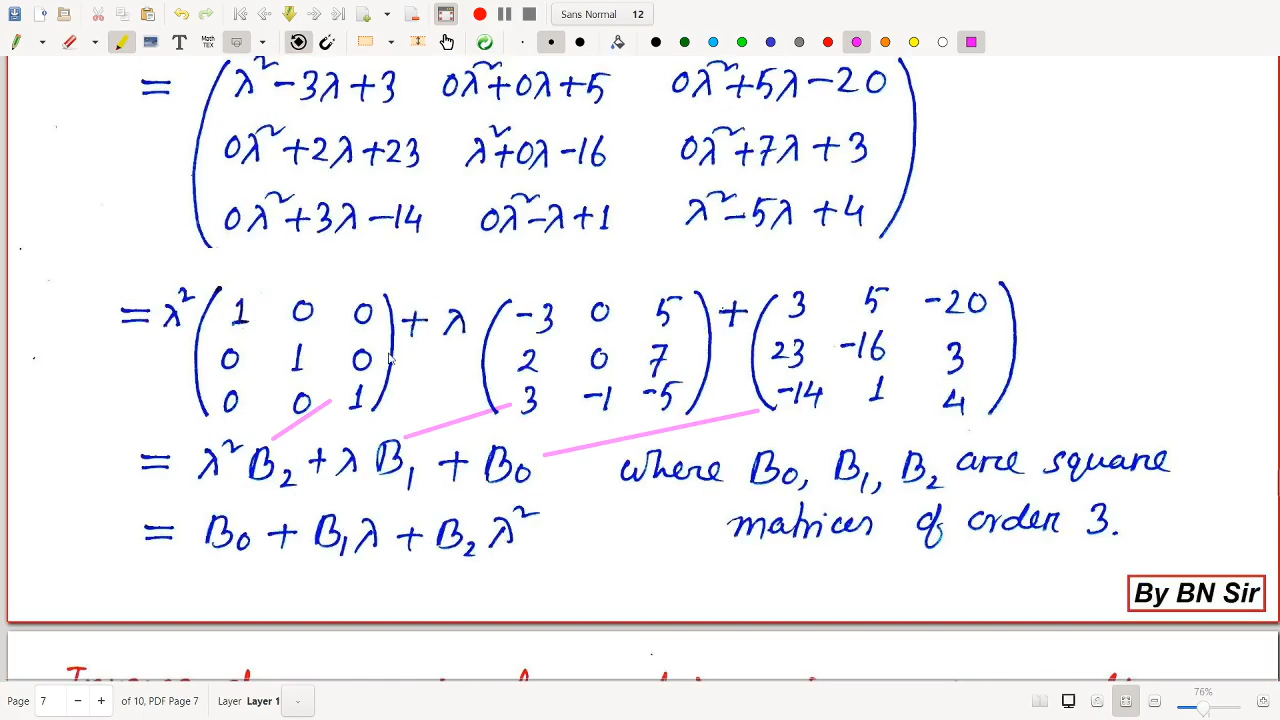 Sans Normal 12
= ( λ²-3λ+3 0λ²+0λ+5 0λ²+5λ-20
0λ²+2λ+23 λ²+0λ-16 0λ²+7λ+3
0λ²+3λ-14 0λ²-λ+1 λ²-5λ+4 )
= λ² ( 1 0 0 ) + λ ( -3 0 5 ) + ( 3 5 -20 )
0 1 0 2 0 7 23 -16 3
0 0 1 3 -1 -5 -14 1 4
= λ²B₂ + λB₁ + B₀ where B₀, B₁, B₂ are square
= B₀ + B₁λ + B₂λ² matrices of order 3.
By BN Sir
Page 7 of 10, PDF Page 7 Layer Layer 1 76%